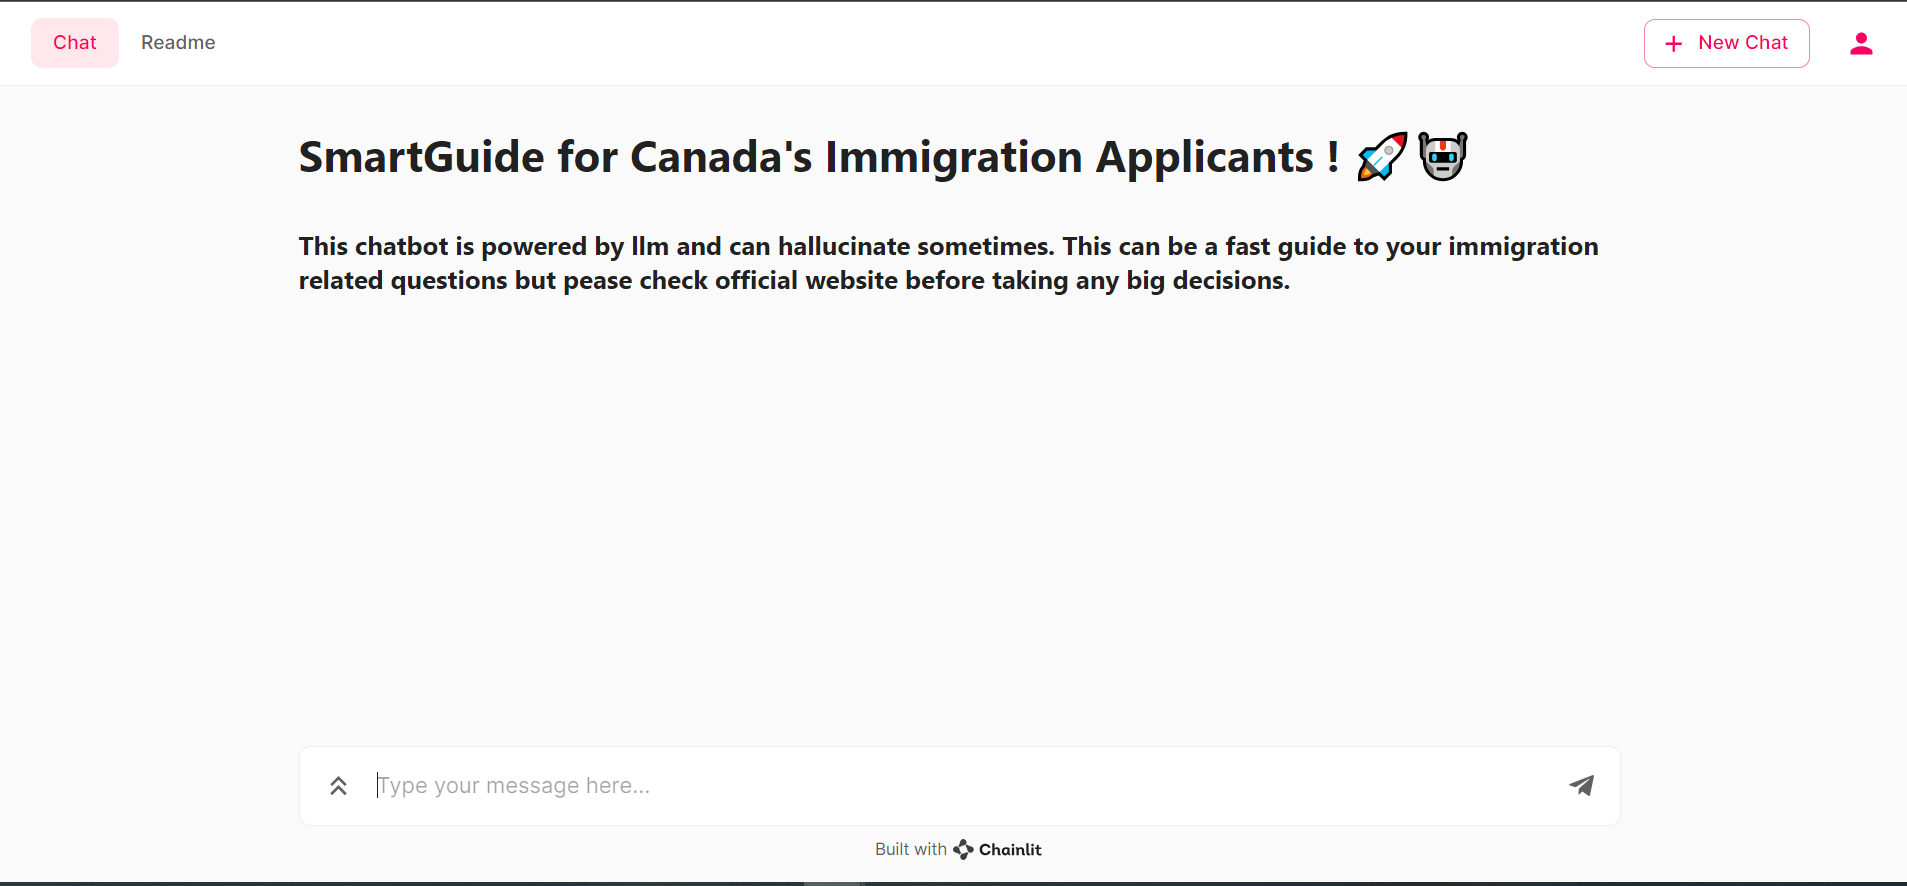 Chat
Readme
+ New Chat
SmartGuide for Canada's Immigration Applicants ! 🚀🤖
This chatbot is powered by llm and can hallucinate sometimes. This can be a fast guide to your immigration
related questions but pease check official website before taking any big decisions.
Type your message here...
Built with Chainlit